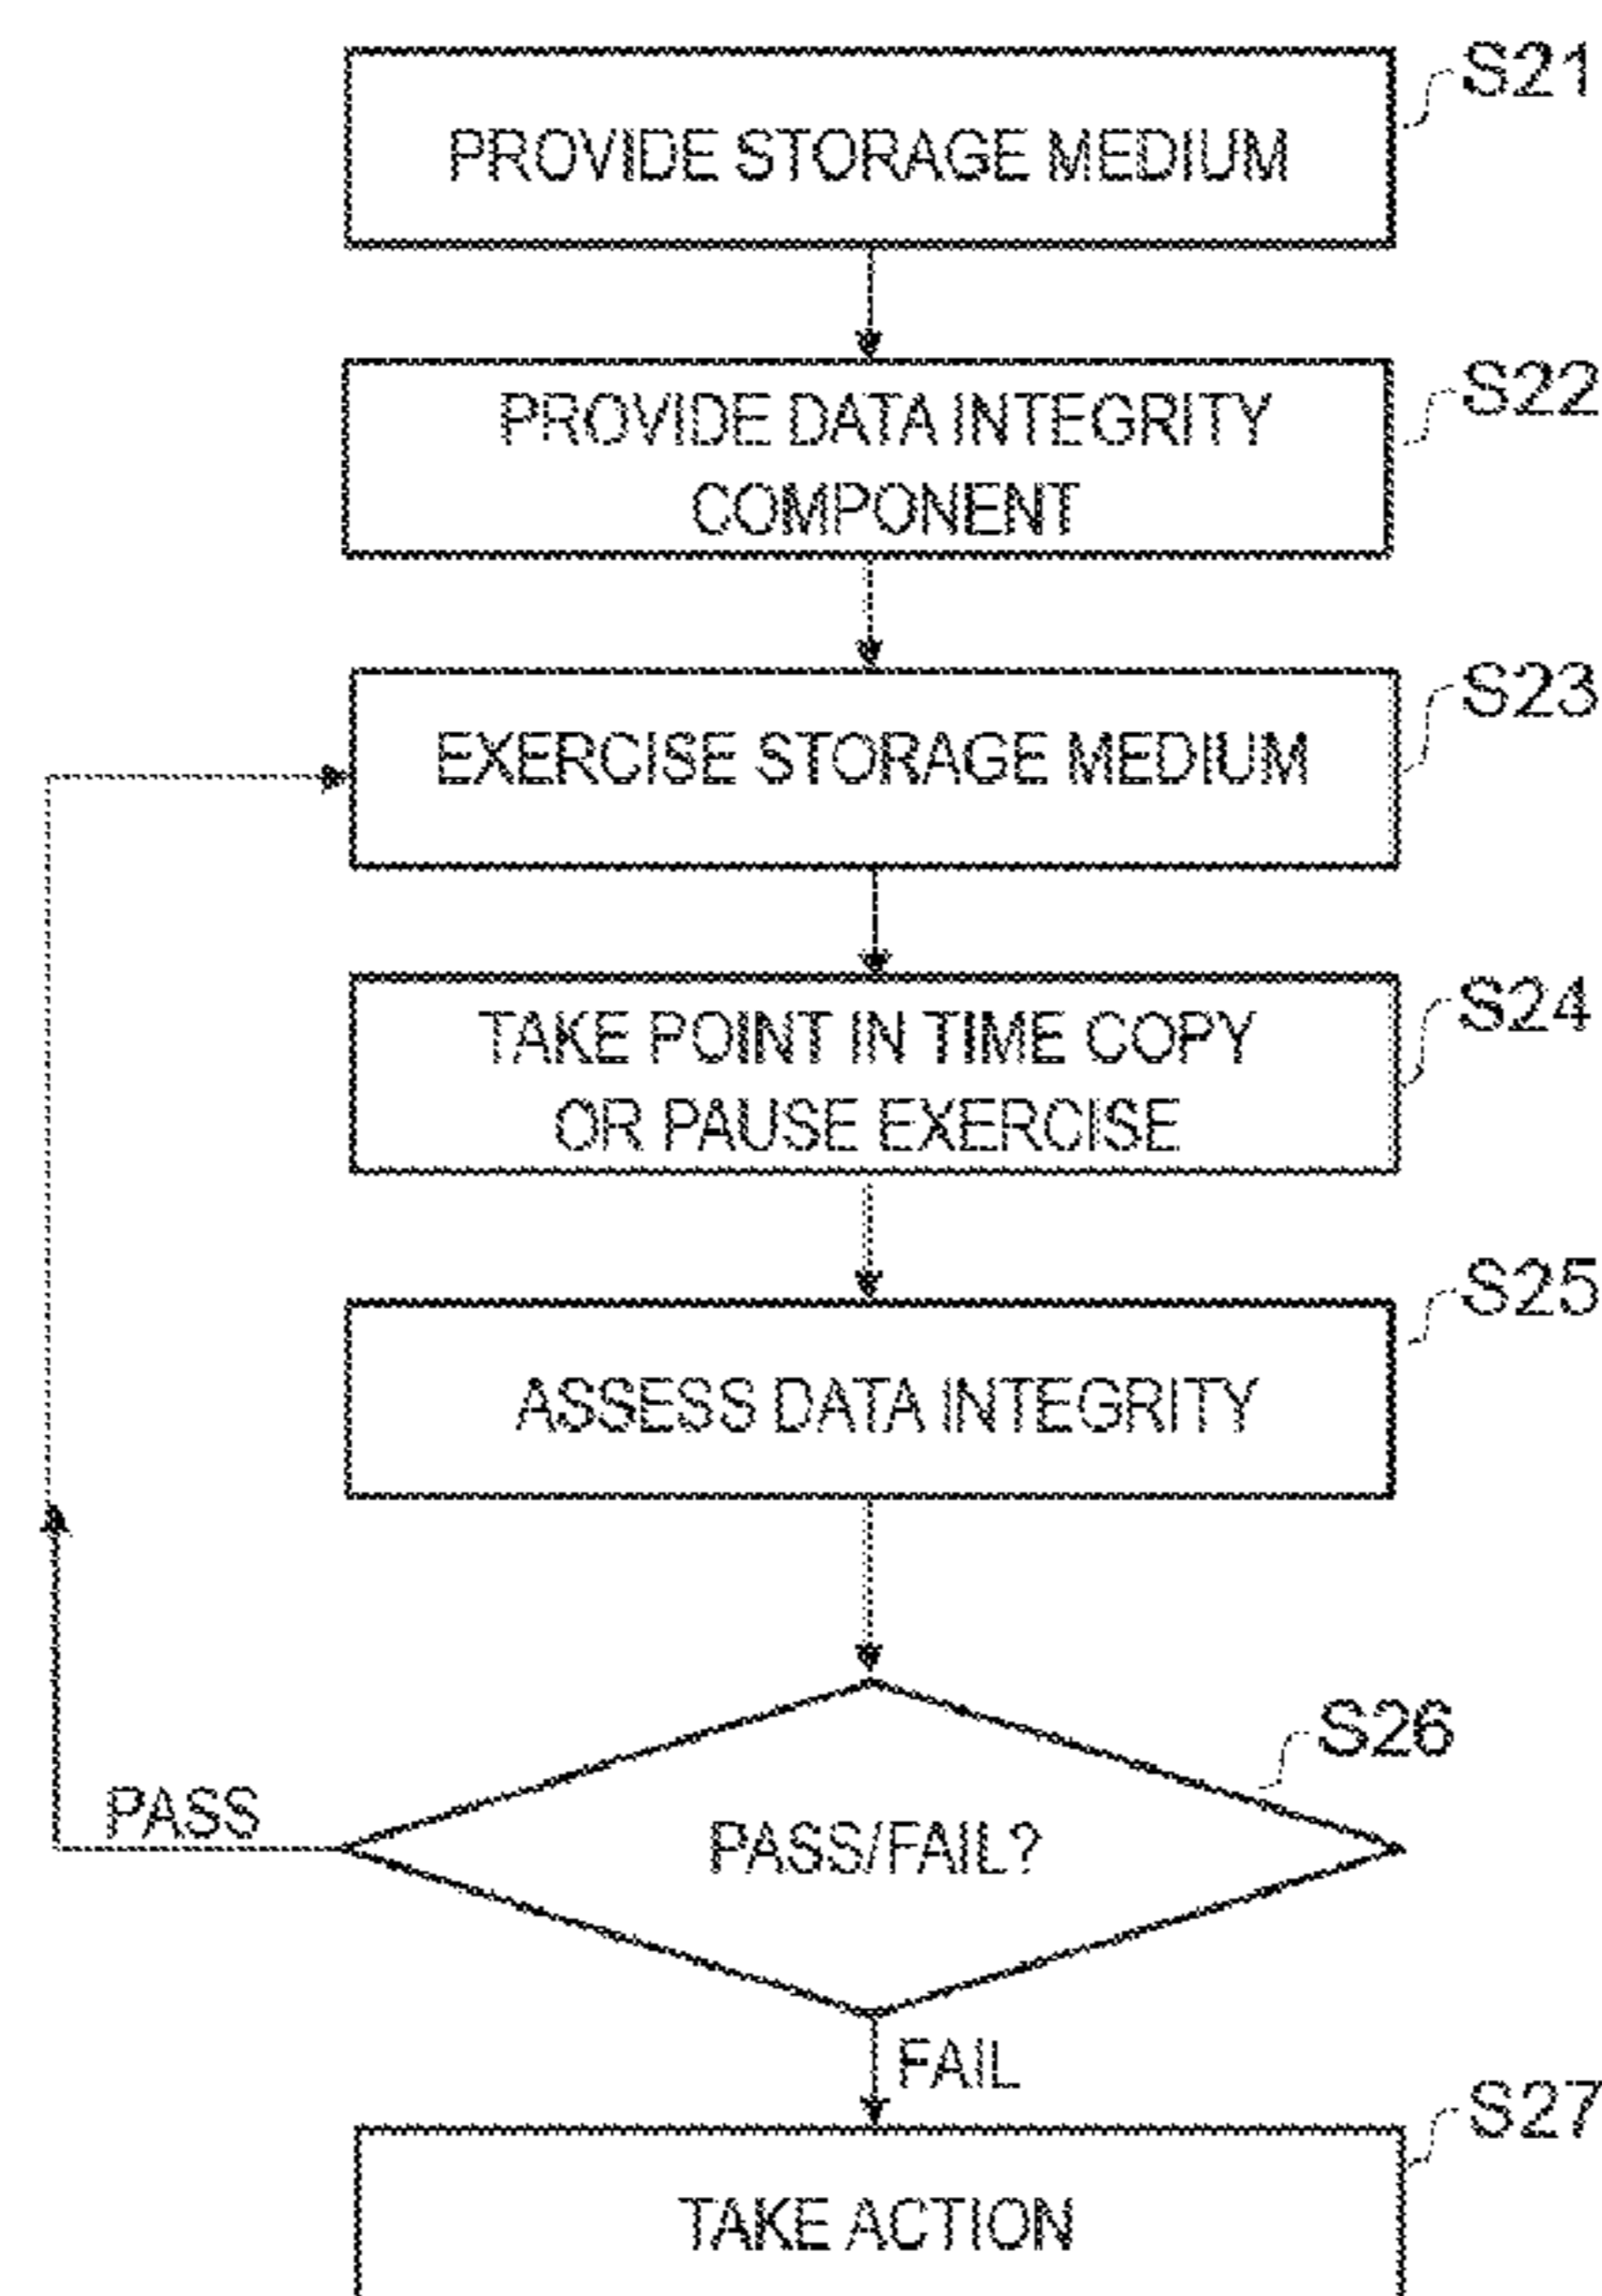 S21
PROVIDE STORAGE MEDIUM
S22
PROVIDE DATA INTEGRITY
COMPONENT
S23
EXERCISE STORAGE MEDIUM
S24
TAKE POINT IN TIME COPY
OR PAUSE EXERCISE
S25
ASSESS DATA INTEGRITY
S26
PASS
PASS/FAIL?
FAIL
S27
TAKE ACTION